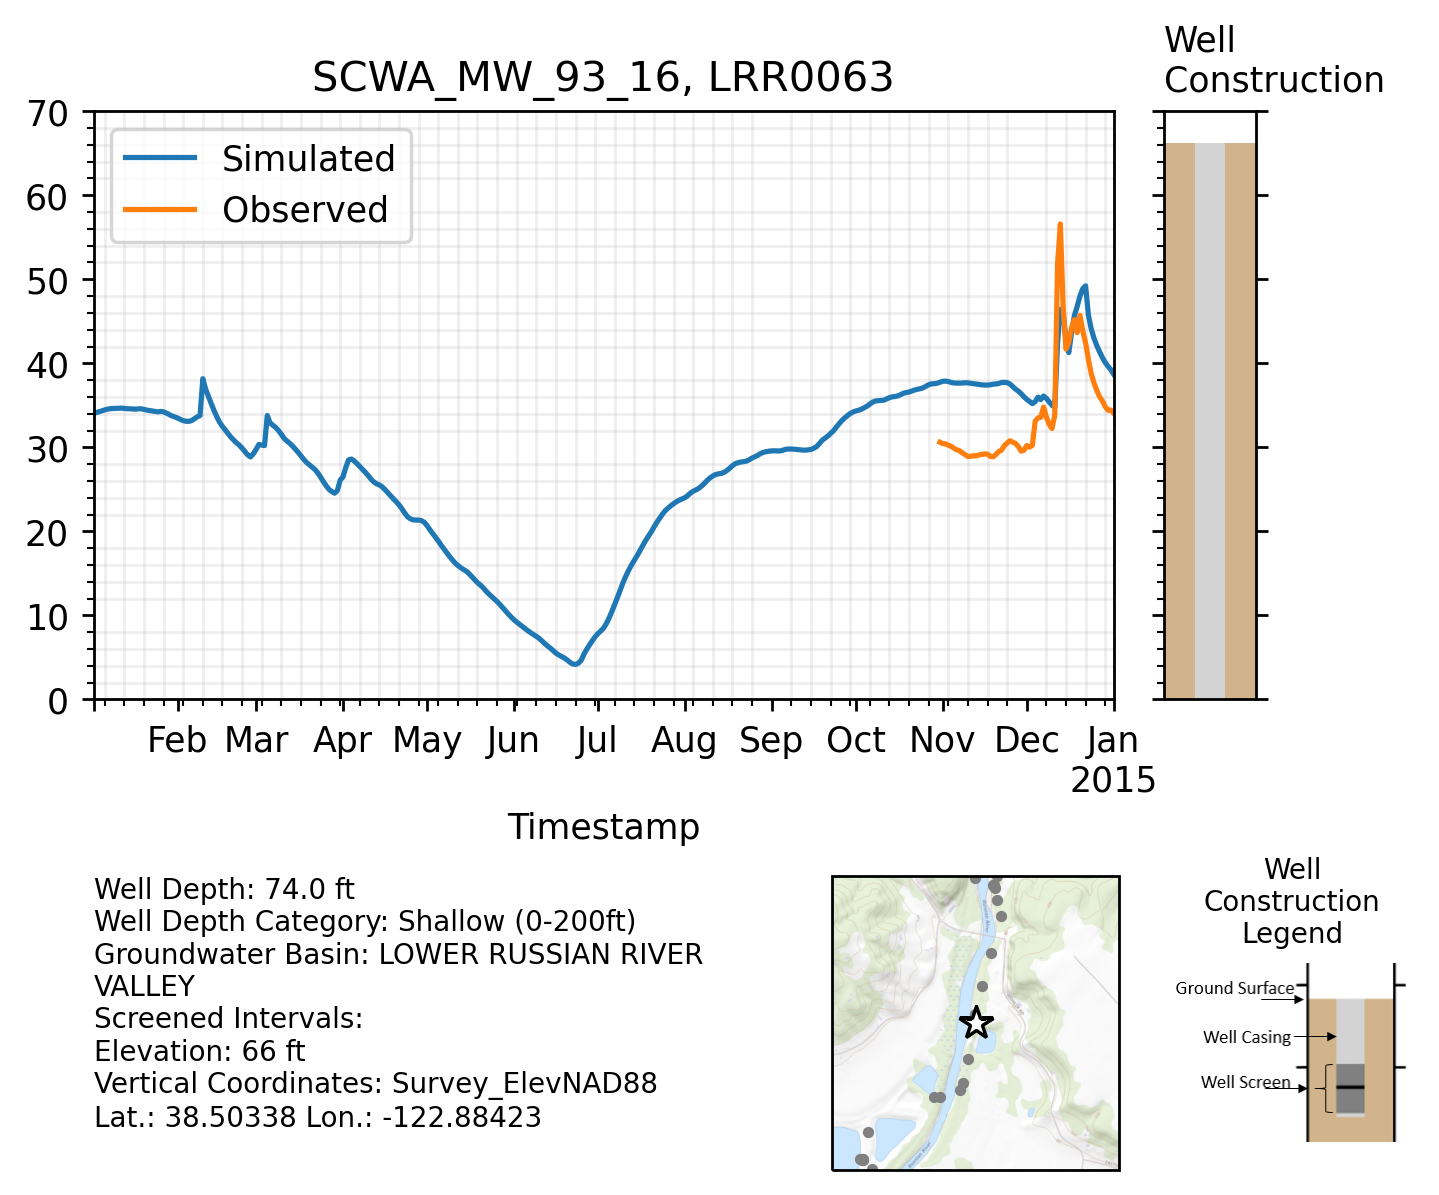 Well
Construction
SCWA_MW_93_16, LRR0063
70
60
50
40
30
20
10
0
Simulated
Observed
Feb Mar Apr May Jun Jul Aug Sep Oct Nov Dec Jan
2015
Timestamp
Well Depth: 74.0 ft
Well Depth Category: Shallow (0-200ft)
Groundwater Basin: LOWER RUSSIAN RIVER
VALLEY
Screened Intervals:
Elevation: 66 ft
Vertical Coordinates: Survey_ElevNAD88
Lat.: 38.50338 Lon.: -122.88423
Well
Construction
Legend
Ground Surface
Well Casing
Well Screen